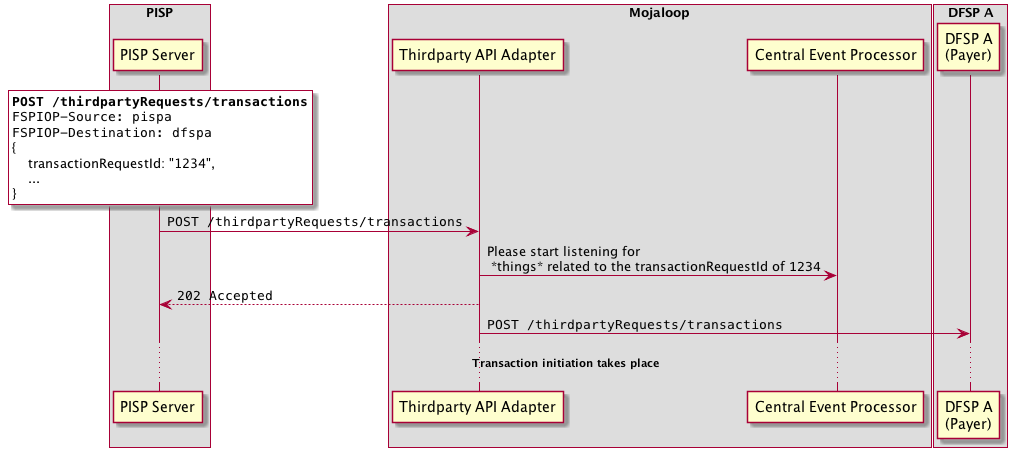 PISP
Mojaloop
DFSP A
PISP Server
Thirdparty API Adapter
Central Event Processor
DFSP A
(Payer)
POST /thirdpartyRequests/transactions
FSPIOP-Source: pispa
FSPIOP-Destination: dfspa
{
transactionRequestId: "1234",
...
}
POST /thirdpartyRequests/transactions
Please start listening for
*things* related to the transactionRequestId of 1234
202 Accepted
POST /thirdpartyRequests/transactions
Transaction initiation takes place
PISP Server
Thirdparty API Adapter
Central Event Processor
DFSP A
(Payer)